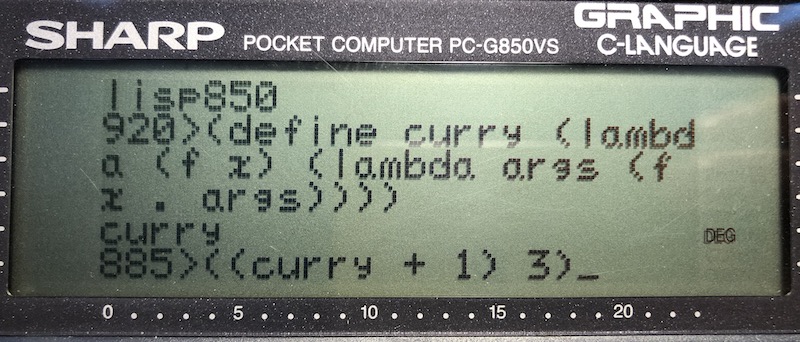 SHARP POCKET COMPUTER PC-G850VS
GRAPHIC
C-LANGUAGE
lisp850
920>(define curry (lambd
a (f x) (lambda args (f
x . args))))
curry
885>((curry + 1) 3)_
DEG
0 . . . . 5 . . . . 10 . . . . 15 . . . . 20 . . .